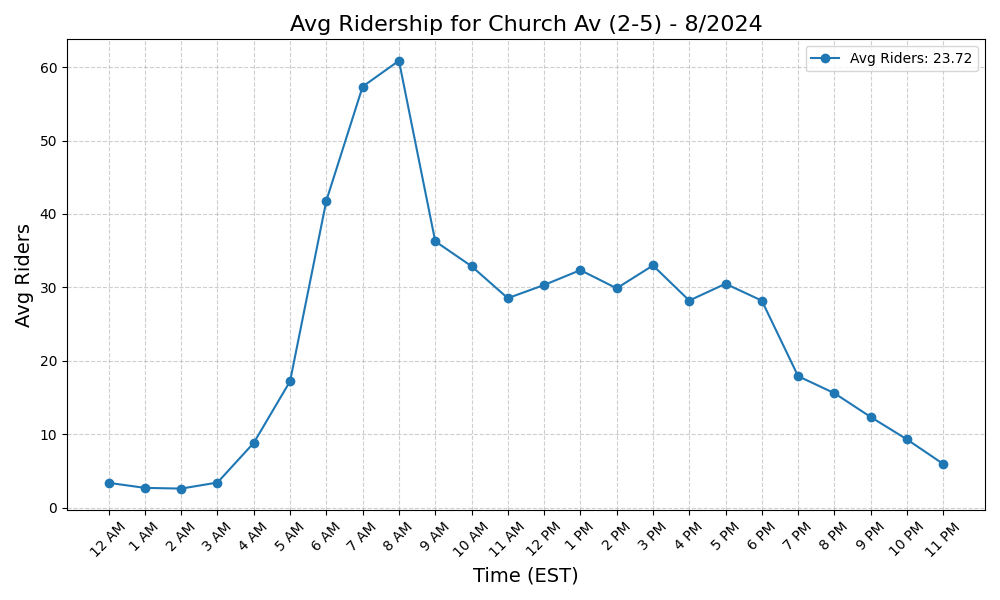 Avg Ridership for Church Av (2-5) - 8/2024
Avg Riders: 23.72
Avg Riders
60
50
40
30
20
10
0
12 AM
1 AM
2 AM
3 AM
4 AM
5 AM
6 AM
7 AM
8 AM
9 AM
10 AM
11 AM
12 PM
1 PM
2 PM
3 PM
4 PM
5 PM
6 PM
7 PM
8 PM
9 PM
10 PM
11 PM
Time (EST)